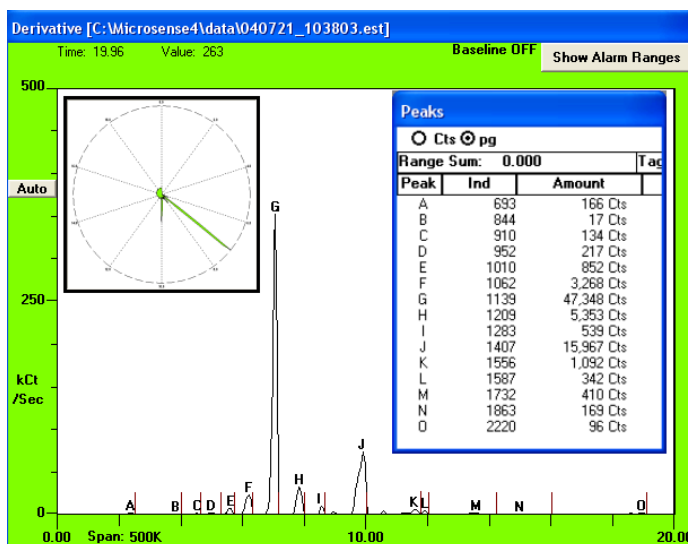 Derivative [C:\Microsense4\data\040721_103803.est]
Time: 19.96 Value: 263 Baseline OFF Show Alarm Ranges
500
Auto
250
kCt
/Sec
0
Peaks
Cts pg
Range Sum: 0.000 Tag
Peak Ind Amount
A 693 166 Cts
B 844 17 Cts
C 910 134 Cts
D 952 217 Cts
E 1010 852 Cts
F 1062 3,268 Cts
G 1139 47,348 Cts
H 1209 5,353 Cts
I 1283 539 Cts
J 1407 15,967 Cts
K 1556 1,092 Cts
L 1587 342 Cts
M 1732 410 Cts
N 1863 169 Cts
O 2220 96 Cts
G
J
F H
A B C D E I K L M N O
0.00 Span: 500K 10.00 20.00